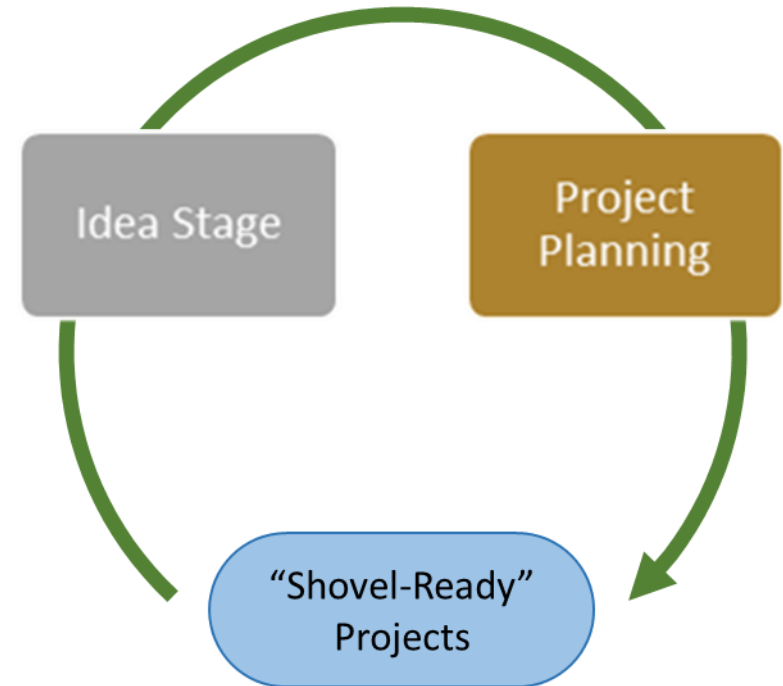 Idea Stage
Project
Planning
“Shovel-Ready”
Projects